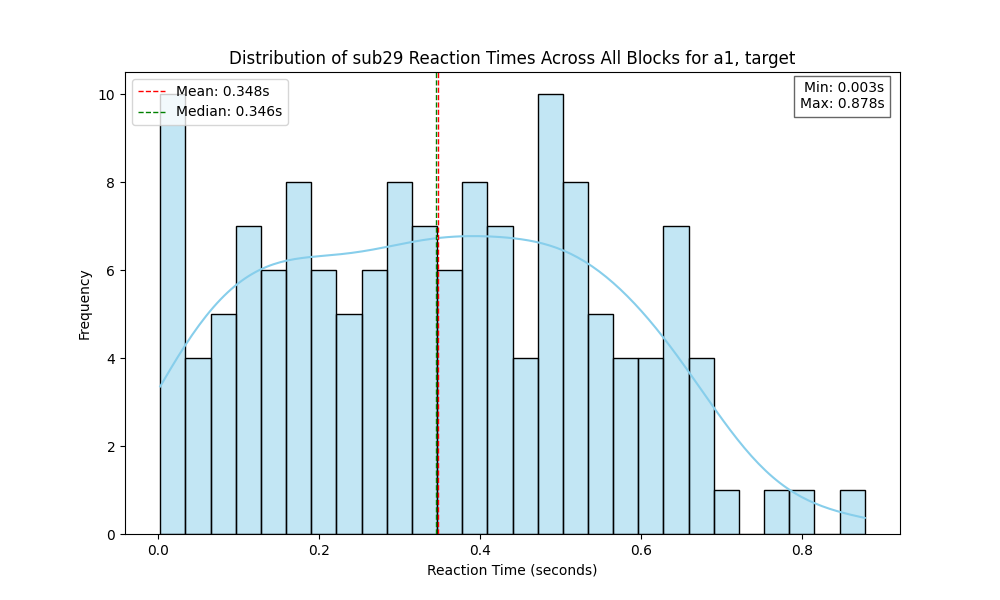 Distribution of sub29 Reaction Times Across All Blocks for a1, target
Mean: 0.348s
Median: 0.346s
Min: 0.003s
Max: 0.878s
Frequency
10
8
6
4
2
0
0.0 0.2 0.4 0.6 0.8
Reaction Time (seconds)